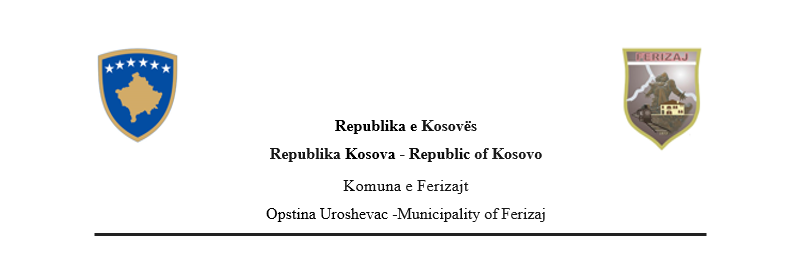 FERIZAJ
Republika e Kosovës
Republika Kosova - Republic of Kosovo
Komuna e Ferizajt
Opstina Uroshevac -Municipality of Ferizaj